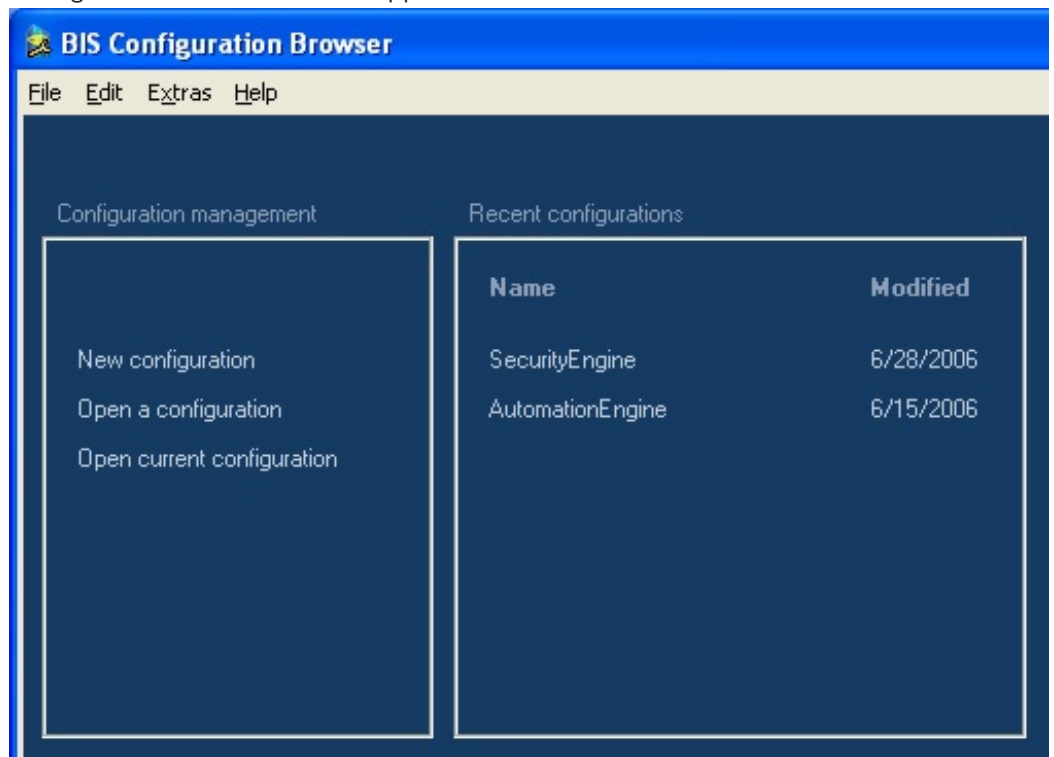 BIS Configuration Browser
File Edit Extras Help
Configuration management
New configuration
Open a configuration
Open current configuration
Recent configurations
Name Modified
SecurityEngine 6/28/2006
AutomationEngine 6/15/2006